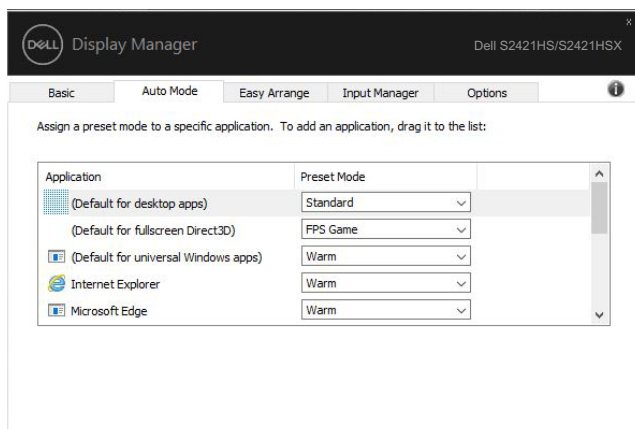 x
DELL Display Manager Dell S2421HS/S2421HSX
Basic Auto Mode Easy Arrange Input Manager Options i
Assign a preset mode to a specific application. To add an application, drag it to the list:
Application Preset Mode
(Default for desktop apps) Standard
(Default for fullscreen Direct3D) FPS Game
(Default for universal Windows apps) Warm
Internet Explorer Warm
Microsoft Edge Warm